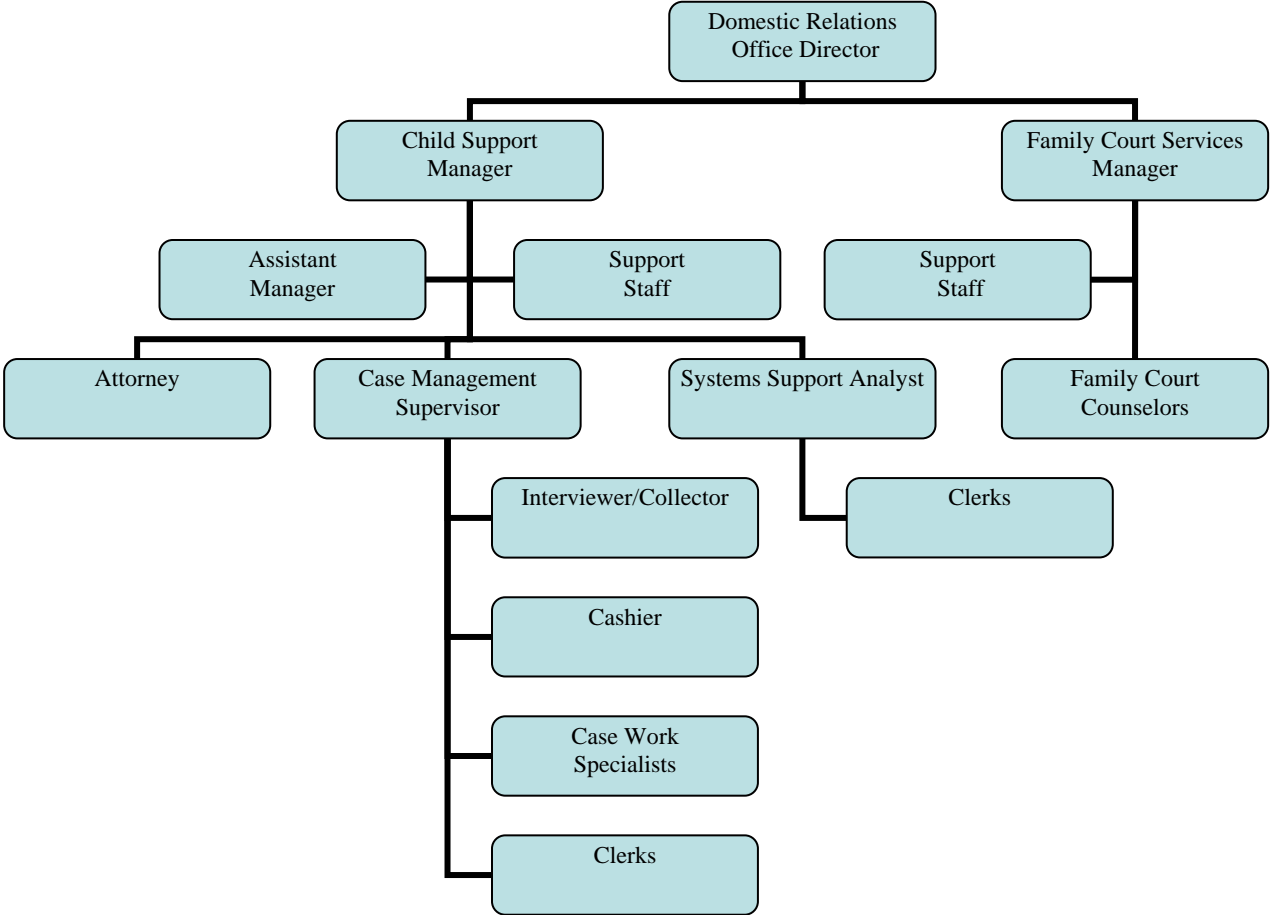 Domestic Relations
Office Director
Child Support
Manager
Family Court Services
Manager
Assistant
Manager
Support
Staff
Support
Staff
Attorney
Case Management
Supervisor
Systems Support Analyst
Family Court
Counselors
Interviewer/Collector
Clerks
Cashier
Case Work
Specialists
Clerks